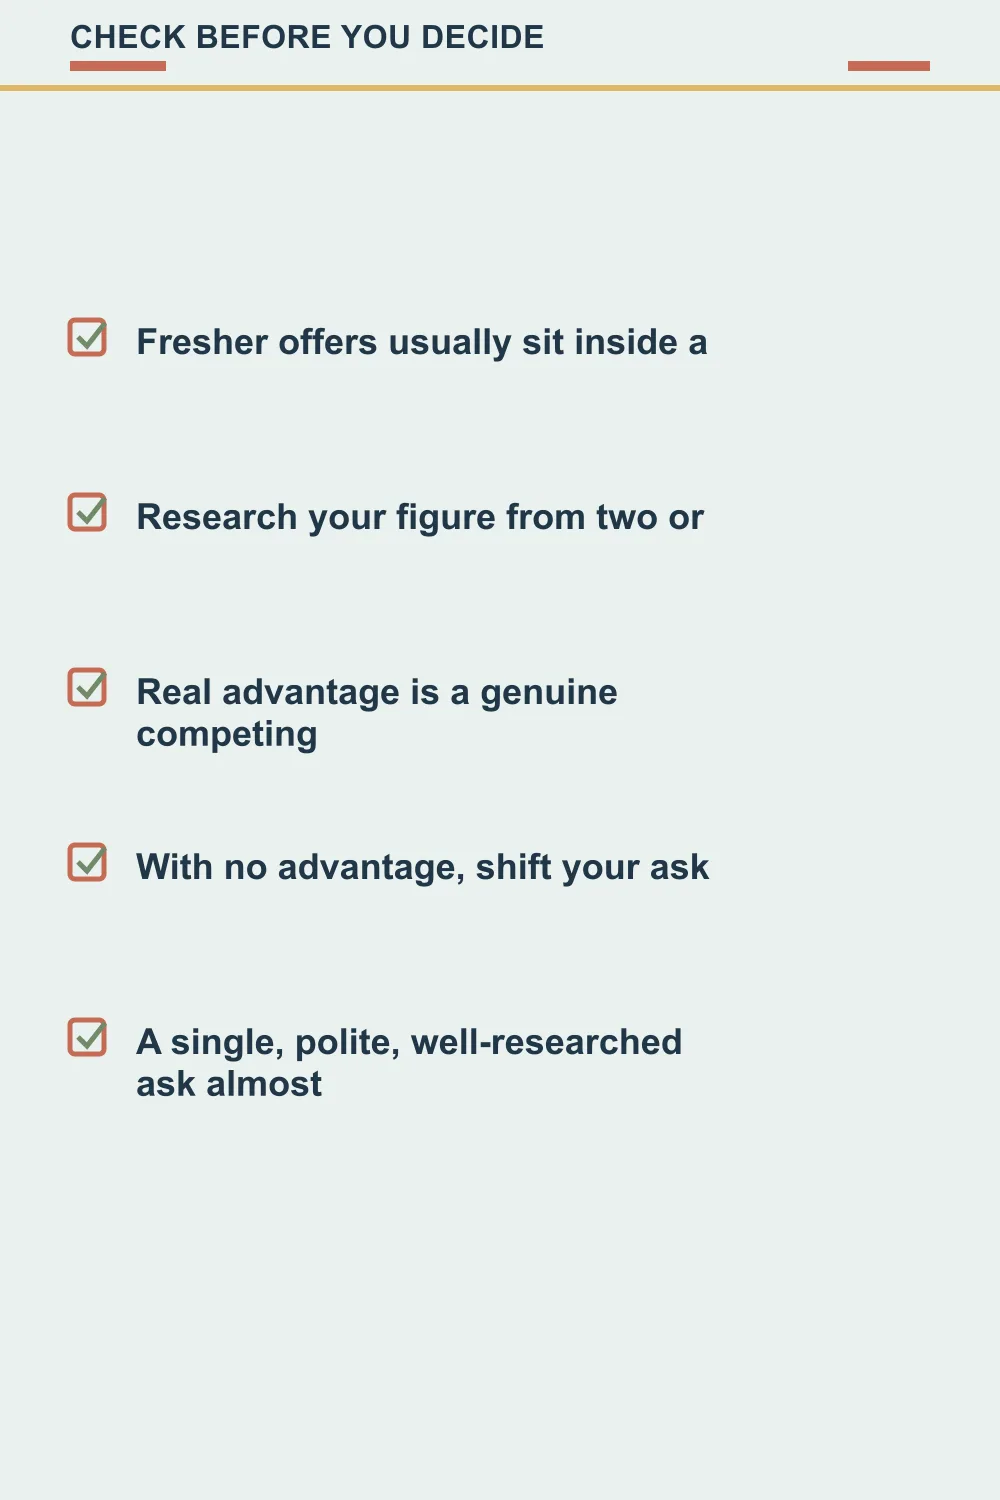 CHECK BEFORE YOU DECIDE
Fresher offers usually sit inside a
Research your figure from two or
Real advantage is a genuine
competing
With no advantage, shift your ask
A single, polite, well-researched
ask almost